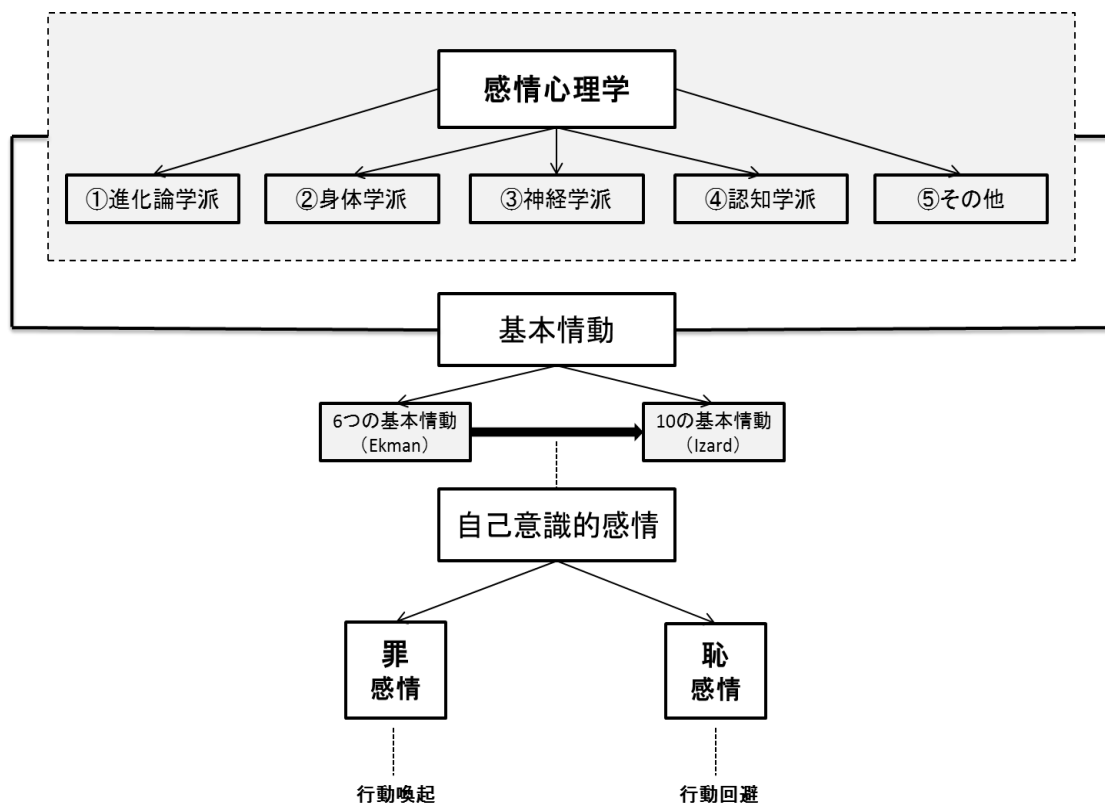 感情心理学
①進化論学派
②身体学派
③神経学派
④認知学派
⑤その他
基本情動
6つの基本情動
（Ekman）
10の基本情動
（Izard）
自己意識的感情
罪
感情
恥
感情
行動喚起
行動回避